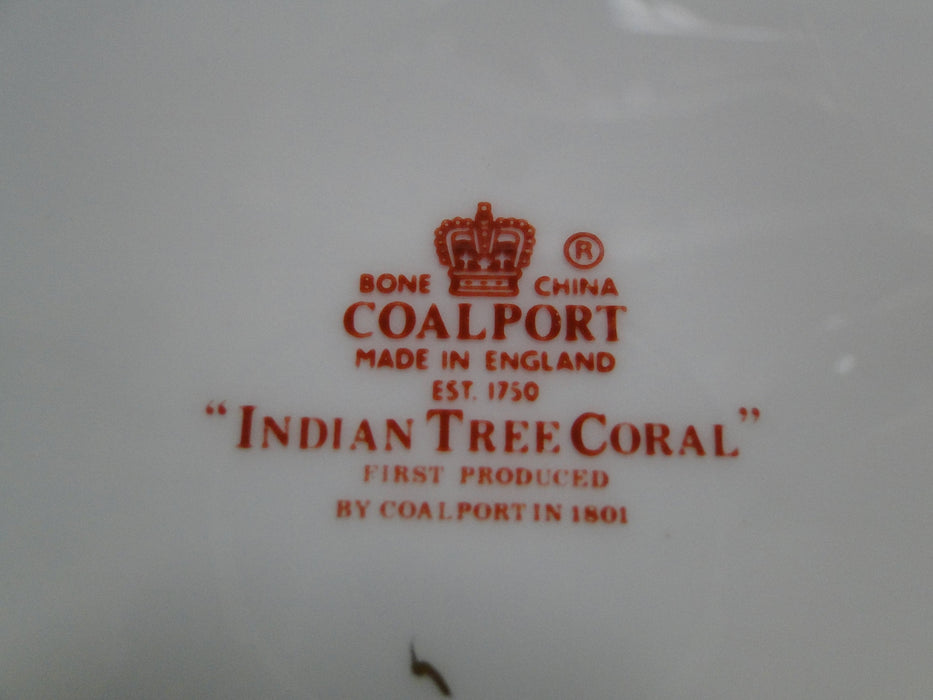 ®
BONE CHINA
COALPORT
MADE IN ENGLAND
EST. 1750
“INDIAN TREE CORAL”
FIRST PRODUCED
BY COALPORT IN 1801